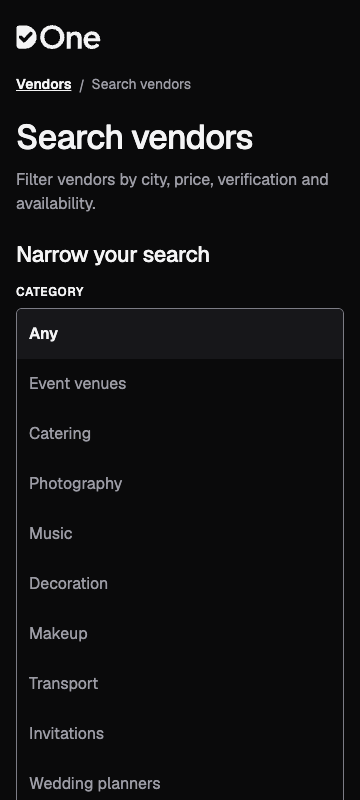 One
Vendors / Search vendors
Search vendors
Filter vendors by city, price, verification and
availability.
Narrow your search
CATEGORY
Any
Event venues
Catering
Photography
Music
Decoration
Makeup
Transport
Invitations
Wedding planners